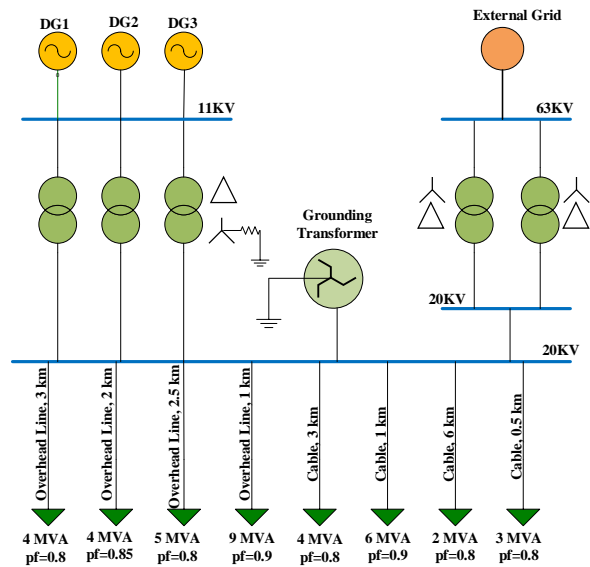 DG1
DG2
DG3
External Grid
11KV
63KV
Grounding
Transformer
20KV
20KV
Overhead Line, 3 km
Overhead Line, 2 km
Overhead Line, 2.5 km
Overhead Line, 1 km
Cable, 3 km
Cable, 1 km
Cable, 6 km
Cable, 0.5 km
4 MVA
pf=0.8
4 MVA
pf=0.85
5 MVA
pf=0.8
9 MVA
pf=0.9
4 MVA
pf=0.8
6 MVA
pf=0.9
2 MVA
pf=0.8
3 MVA
pf=0.8